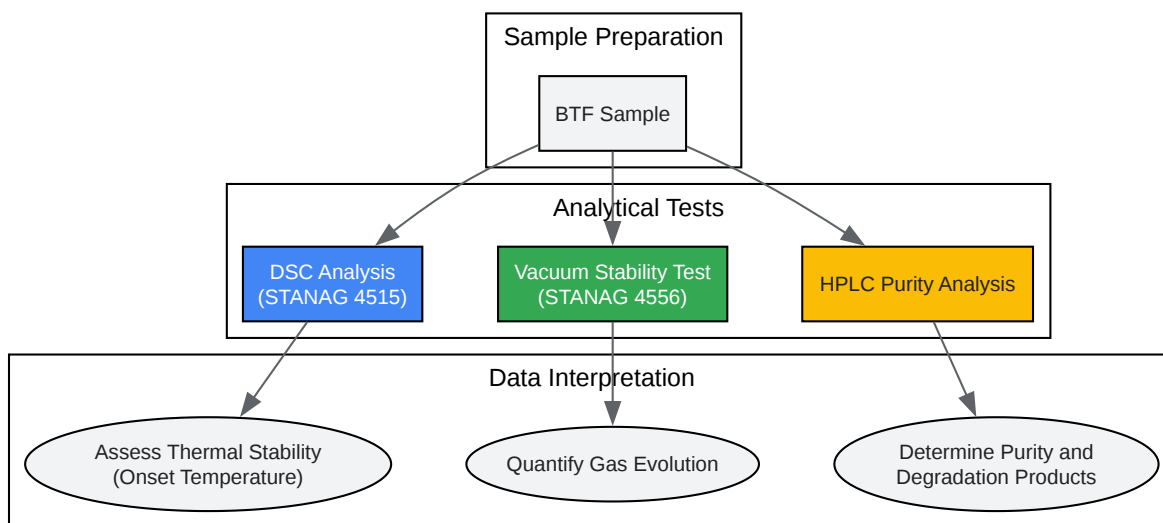 Sample Preparation
BTF Sample
Analytical Tests
DSC Analysis
(STANAG 4515)
Vacuum Stability Test
(STANAG 4556)
HPLC Purity Analysis
Data Interpretation
Assess Thermal Stability
(Onset Temperature)
Quantify Gas Evolution
Determine Purity and
Degradation Products